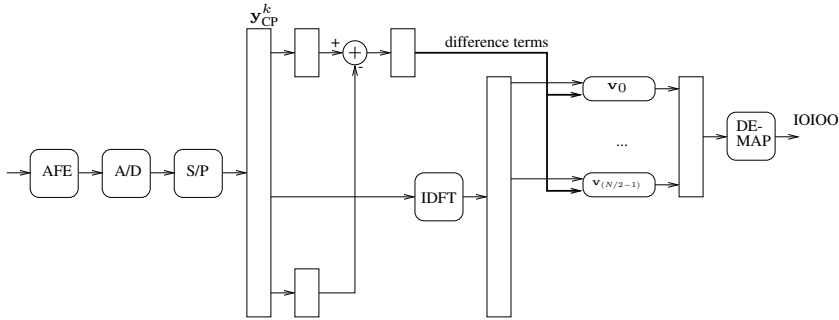 y_CP^k
+
+
-
difference terms
v_0
...
v_(N/2−1)
DE-
MAP
IOIOO
AFE
A/D
S/P
IDFT